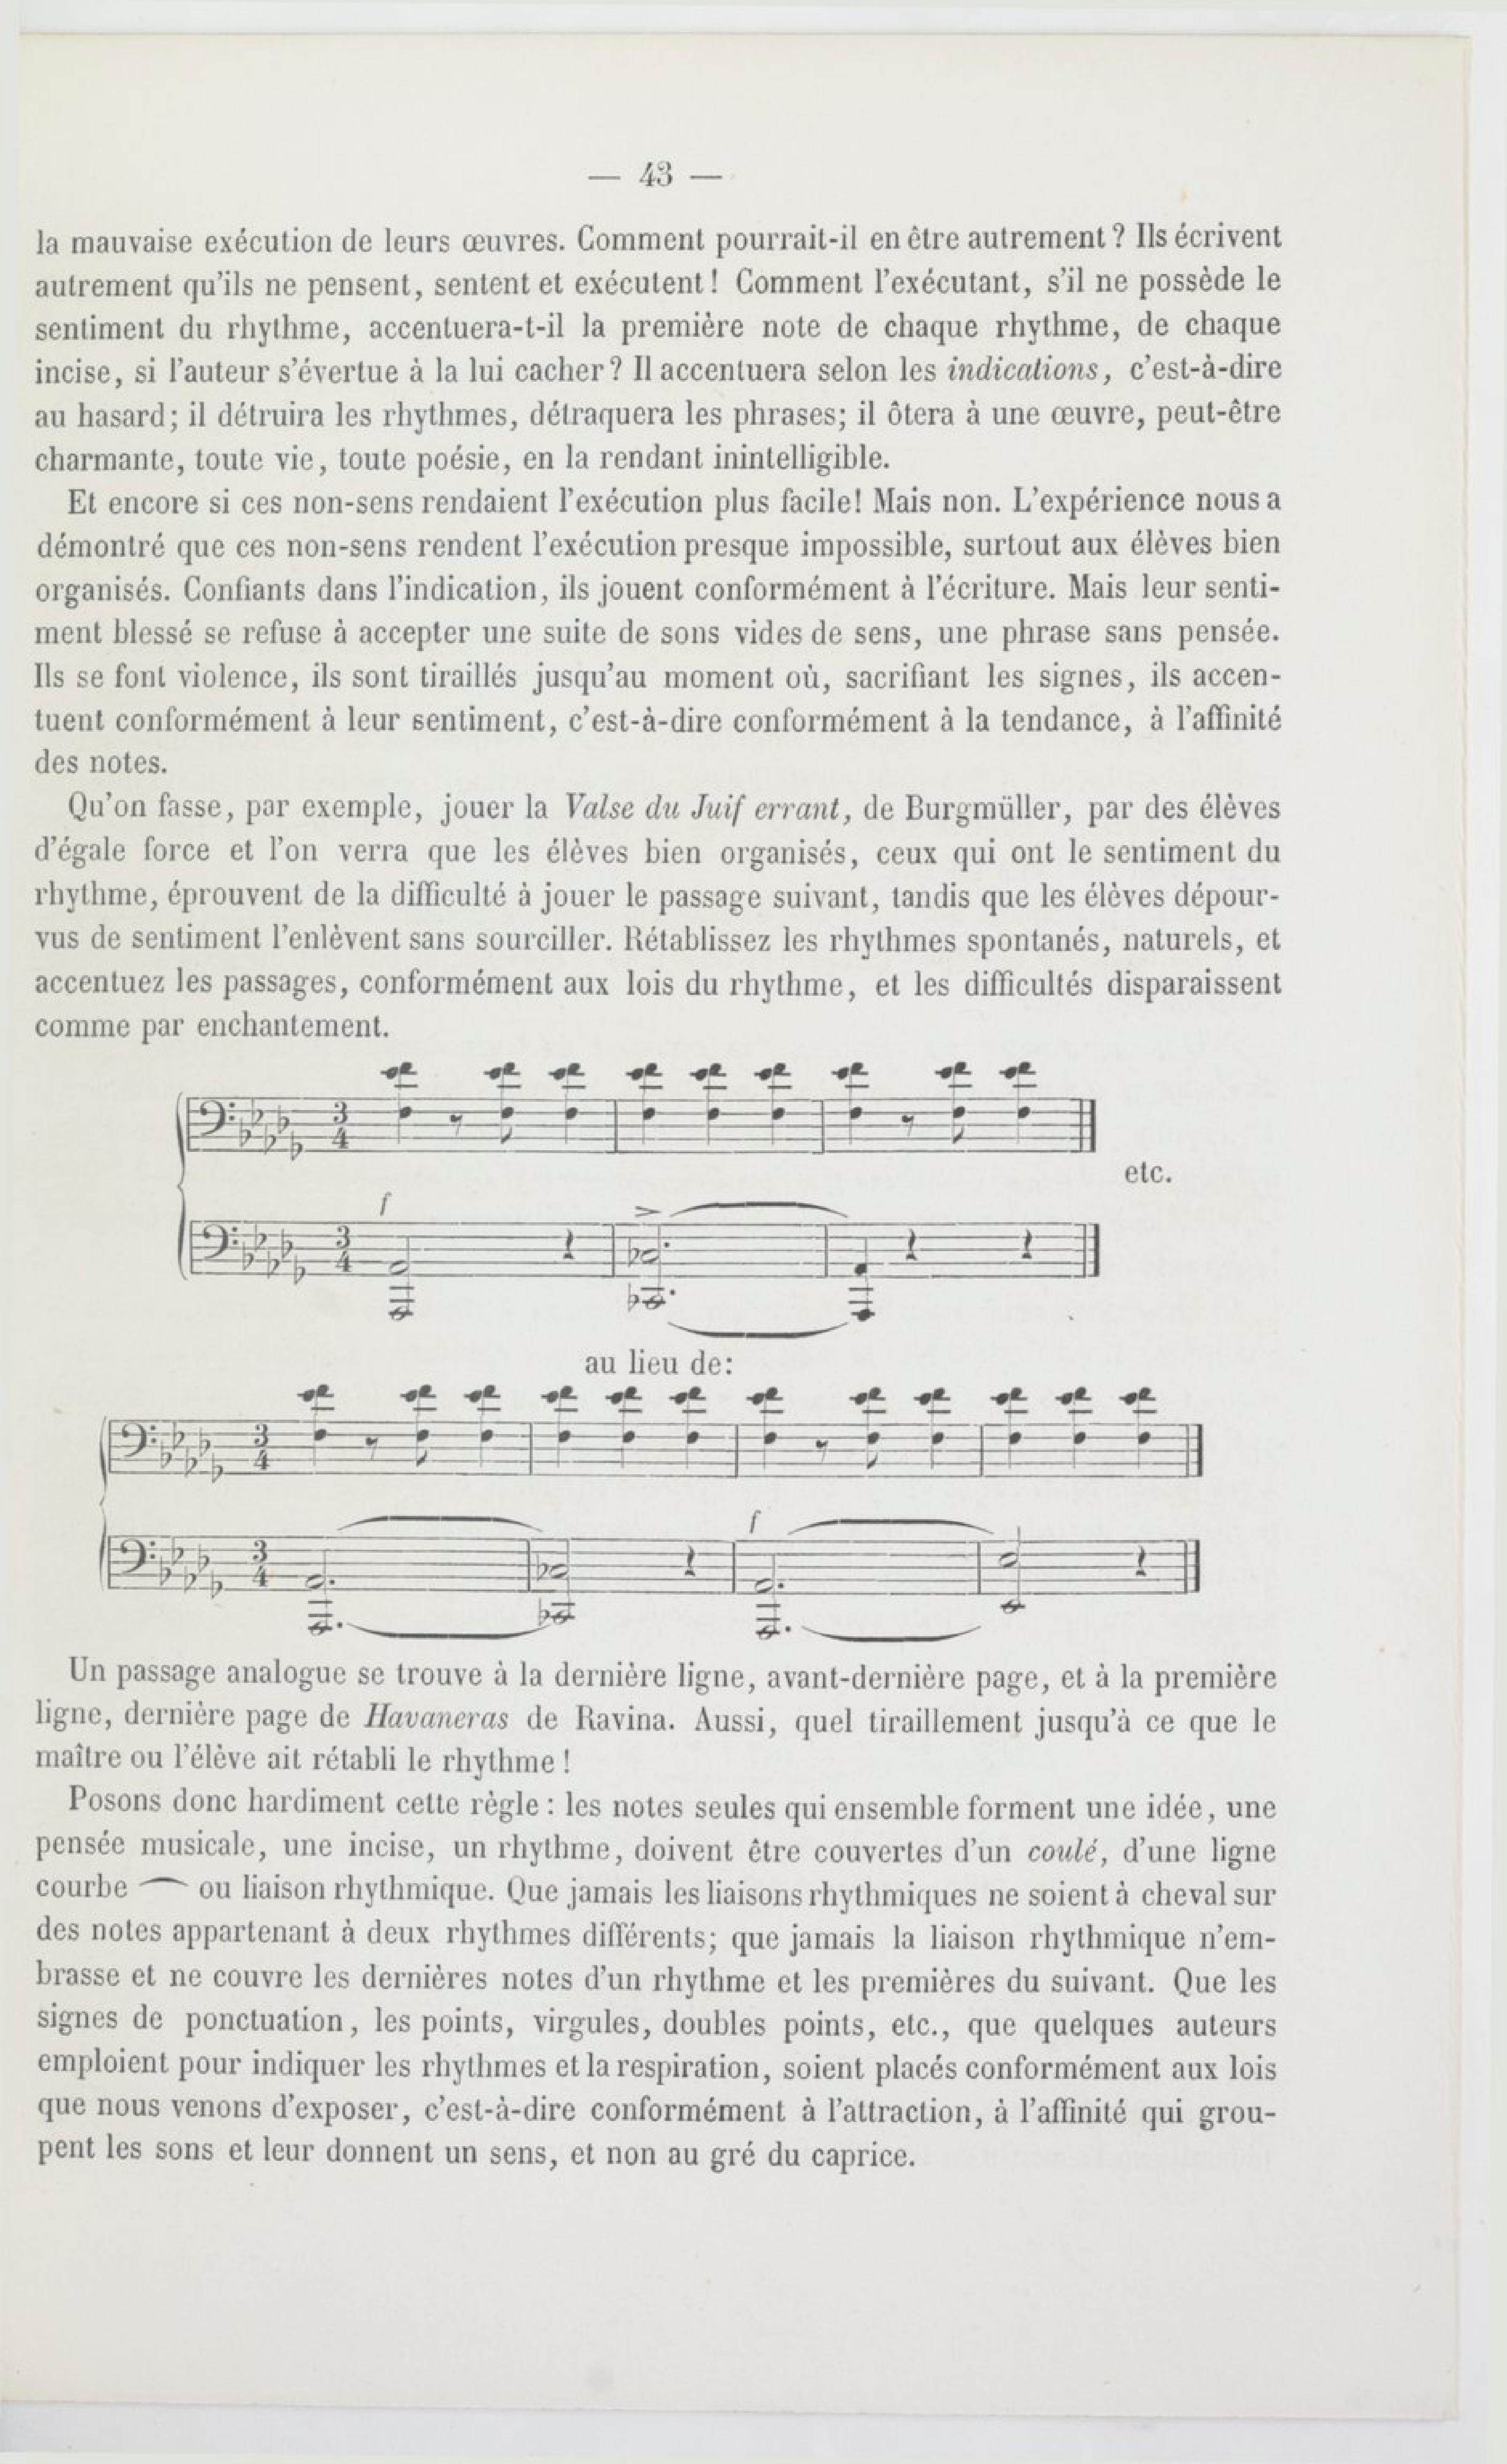 — 43 —
la mauvaise exécution de leurs œuvres. Comment pourrait-il en être autrement ? Ils écrivent
autrement qu'ils ne pensent, sentent et exécutent ! Comment l'exécutant, s'il ne possède le
sentiment du rhythme, accentuera-t-il la première note de chaque rhythme, de chaque
incise, si l'auteur s'évertue à la lui cacher ? Il accentuera selon les indications, c'est-à-dire
au hasard; il détruira les rhythmes, détraquera les phrases; il ôtera à une œuvre, peut-être
charmante, toute vie, toute poésie, en la rendant inintelligible.
Et encore si ces non-sens rendaient l'exécution plus facile! Mais non. L'expérience nous a
démontré que ces non-sens rendent l'exécution presque impossible, surtout aux élèves bien
organisés. Confiants dans l'indication, ils jouent conformément à l'écriture. Mais leur senti-
ment blessé se refuse à accepter une suite de sons vides de sens, une phrase sans pensée.
Ils se font violence, ils sont tiraillés jusqu'au moment où, sacrifiant les signes, ils accen-
tuent conformément à leur sentiment, c'est-à-dire conformément à la tendance, à l'affinité
des notes.
Qu'on fasse, par exemple, jouer la Valse du Juif errant, de Burgmüller, par des élèves
d'égale force et l'on verra que les élèves bien organisés, ceux qui ont le sentiment du
rhythme, éprouvent de la difficulté à jouer le passage suivant, tandis que les élèves dépour-
vus de sentiment l'enlèvent sans sourciller. Rétablissez les rhythmes spontanés, naturels, et
accentuez les passages, conformément aux lois du rhythme, et les difficultés disparaissent
comme par enchantement.
3
4
etc.
f
3
4
au lieu de:
3
4
f
3
4
Un passage analogue se trouve à la dernière ligne, avant-dernière page, et à la première
ligne, dernière page de Havaneras de Ravina. Aussi, quel tiraillement jusqu'à ce que le
maître ou l'élève ait rétabli le rhythme !
Posons donc hardiment cette règle : les notes seules qui ensemble forment une idée, une
pensée musicale, une incise, un rhythme, doivent être couvertes d'un coulé, d'une ligne
courbe ⁀ ou liaison rhythmique. Que jamais les liaisons rhythmiques ne soient à cheval sur
des notes appartenant à deux rhythmes différents; que jamais la liaison rhythmique n'em-
brasse et ne couvre les dernières notes d'un rhythme et les premières du suivant. Que les
signes de ponctuation, les points, virgules, doubles points, etc., que quelques auteurs
emploient pour indiquer les rhythmes et la respiration, soient placés conformément aux lois
que nous venons d'exposer, c'est-à-dire conformément à l'attraction, à l'affinité qui grou-
pent les sons et leur donnent un sens, et non au gré du caprice.